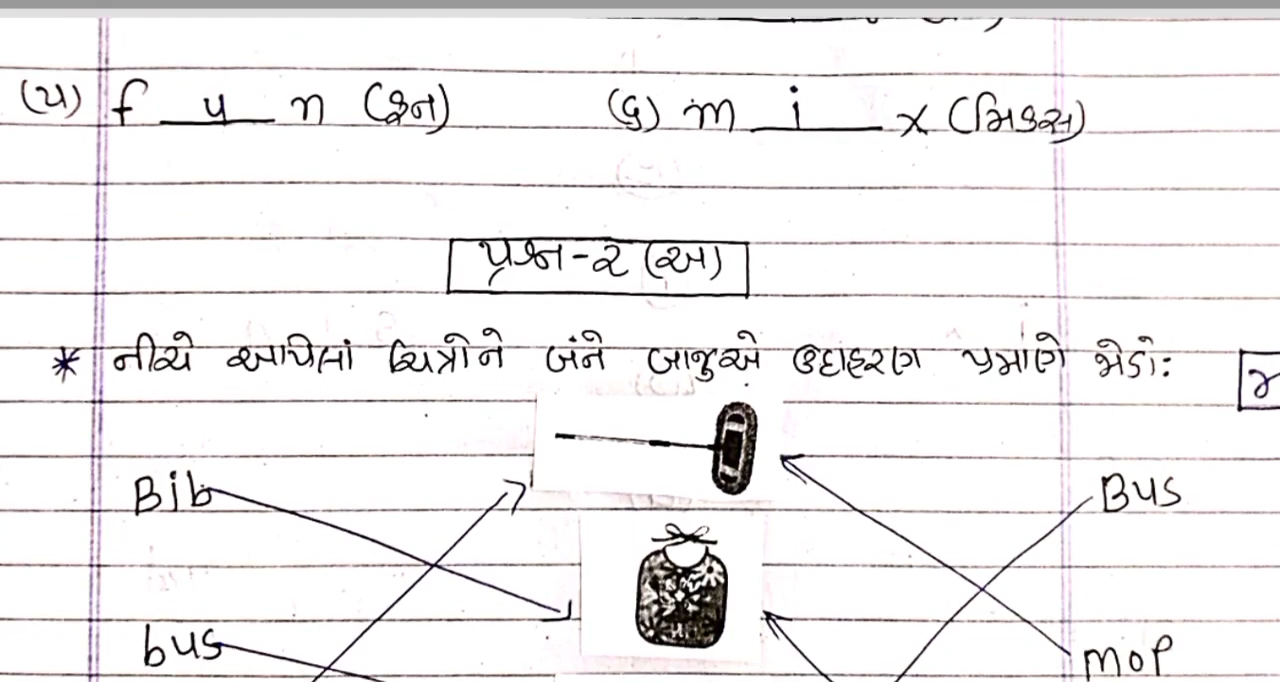 (૫) f u n (ફન) (૬) m i x (મિક્સ)
પ્રશ્ન-૨ (અ)
* નીચે આપેલાં ચિત્રોને બંને બાજુએ ઉદાહરણ પ્રમાણે જોડો: ૪
Bib Bus
bus mop